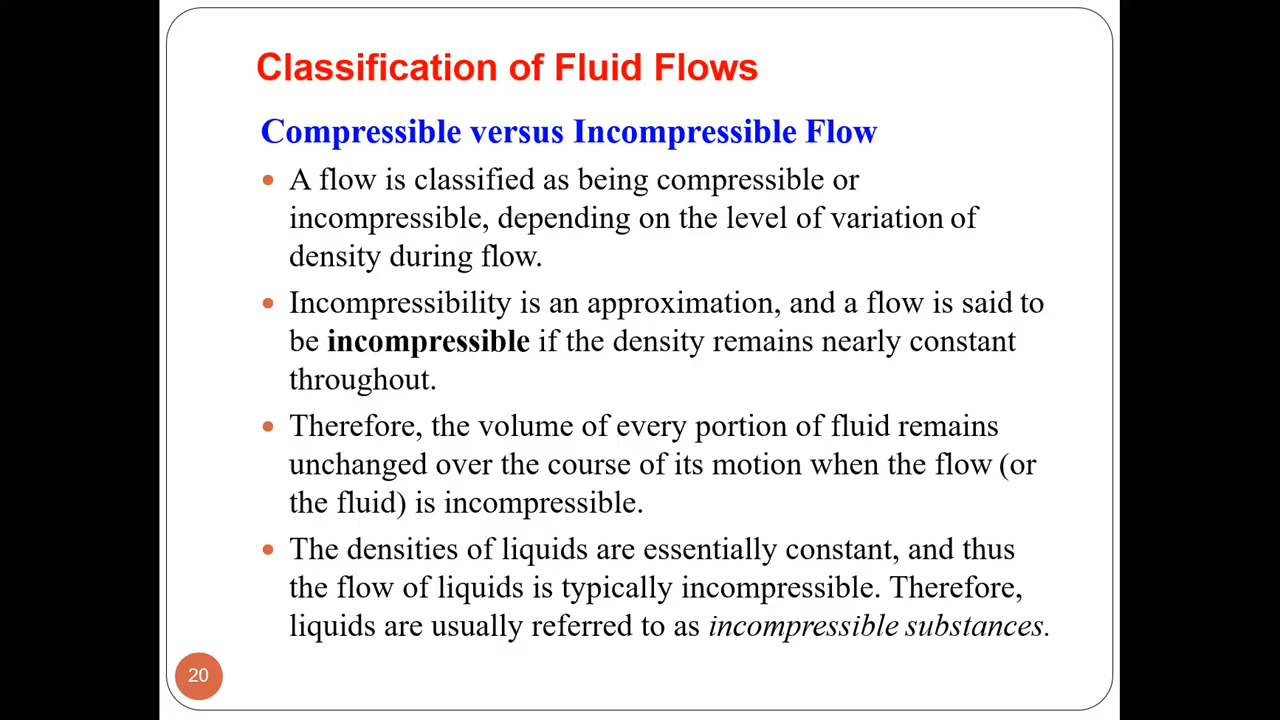 Classification of Fluid Flows
Compressible versus Incompressible Flow
• A flow is classified as being compressible or
incompressible, depending on the level of variation of
density during flow.
• Incompressibility is an approximation, and a flow is said to
be incompressible if the density remains nearly constant
throughout.
• Therefore, the volume of every portion of fluid remains
unchanged over the course of its motion when the flow (or
the fluid) is incompressible.
• The densities of liquids are essentially constant, and thus
the flow of liquids is typically incompressible. Therefore,
liquids are usually referred to as incompressible substances.
20